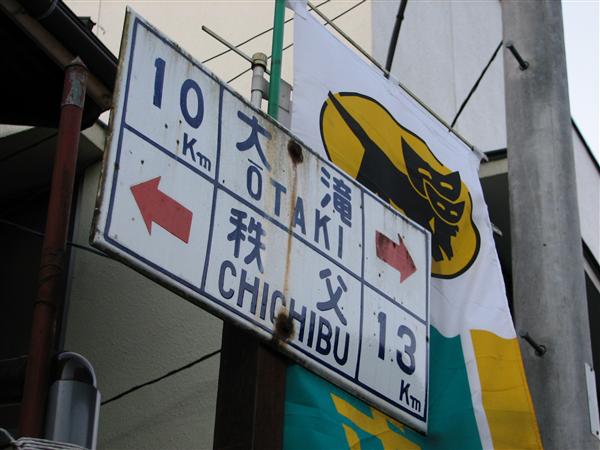 10 Km
大滝
OTAKI
秩父
CHICHIBU
13 Km